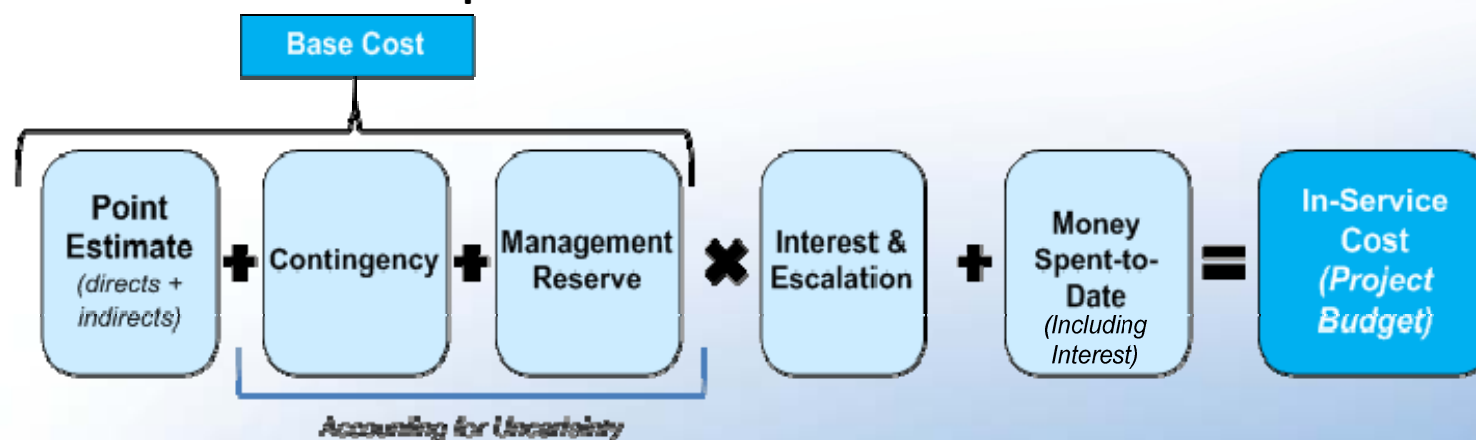 Base Cost
Point
Estimate
(directs +
indirects)
Contingency
Management
Reserve
Interest &
Escalation
Money
Spent-to-
Date
(Including
Interest)
In-Service
Cost
(Project
Budget)
Accounting for Uncertainty